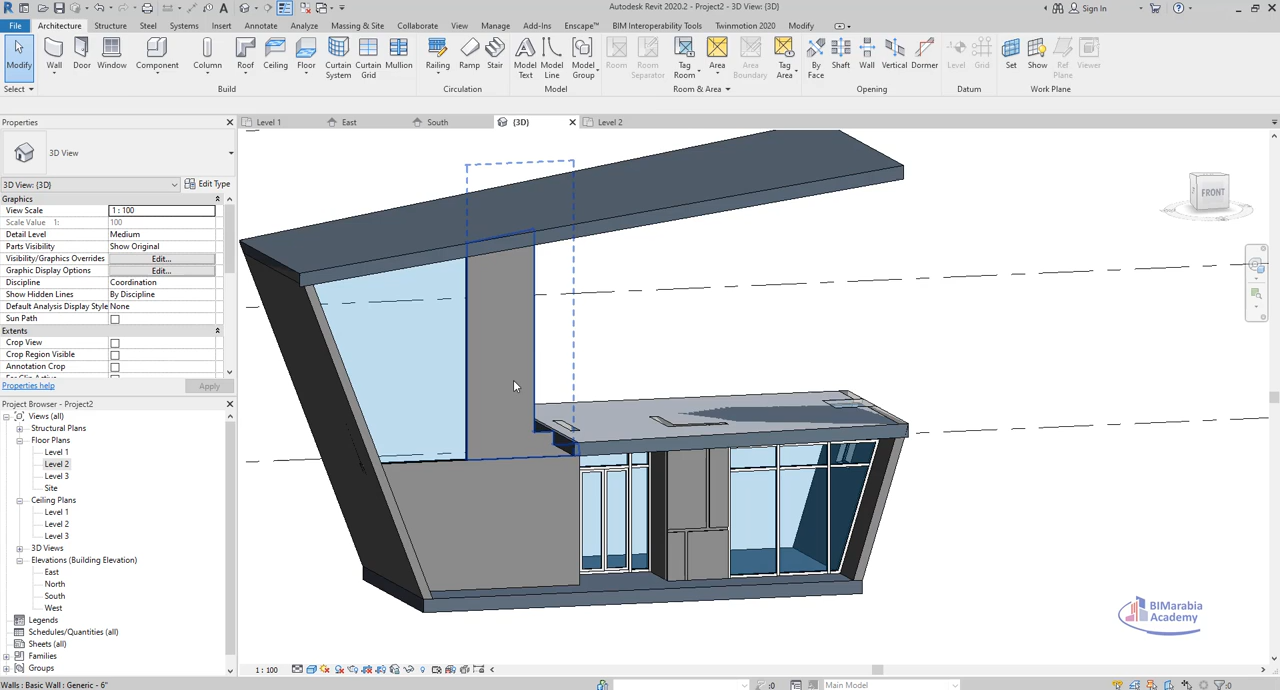 Autodesk Revit 2020.2 - Project2 - 3D View: {3D}
Sign In
File Architecture Structure Steel Systems Insert Annotate Analyze Massing & Site Collaborate View Manage Add-Ins Enscape™ BIM Interoperability Tools Twinmotion 2020 Modify
Modify Wall Door Window Component Column Roof Ceiling Floor Curtain System Curtain Grid Mullion Railing Ramp Stair Model Text Model Line Model Group Room Room Separator Tag Room Area Area Boundary Tag Area By Face Shaft Wall Vertical Dormer Level Grid Set Show Ref Plane Viewer
Select Build Circulation Model Room & Area Opening Datum Work Plane
Properties
Level 1 East South {3D} Level 2
3D View
3D View: {3D} Edit Type
Graphics
View Scale 1 : 100
Scale Value 1: 100
Detail Level Medium
Parts Visibility Show Original
Visibility/Graphics Overrides Edit...
Graphic Display Options Edit...
Discipline Coordination
Show Hidden Lines By Discipline
Default Analysis Display Style None
Sun Path
Extents
Crop View
Crop Region Visible
Annotation Crop
Properties help Apply
Project Browser - Project2
Views (all)
Structural Plans
Floor Plans
Level 1
Level 2
Level 3
Site
Ceiling Plans
Level 1
Level 2
Level 3
3D Views
Elevations (Building Elevation)
East
North
South
West
Legends
Schedules/Quantities (all)
Sheets (all)
Families
Groups
FRONT
BIMarabia
Academy
1 : 100
Walls : Basic Wall : Generic - 6"
:0
Main Model
:0